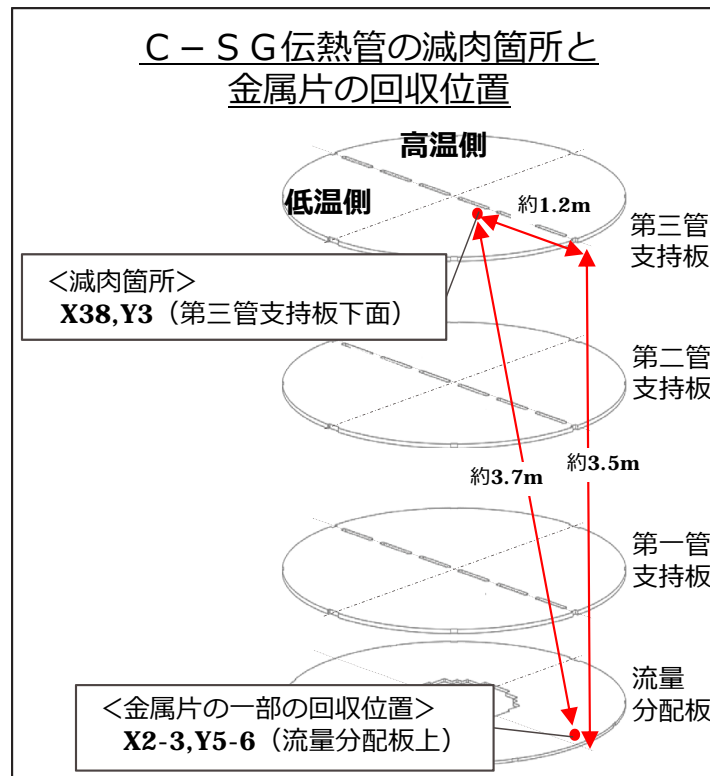 C－SG伝熱管の減肉箇所と
金属片の回収位置
高温側
低温側
約1.2m
第三管
支持板
＜減肉箇所＞
X38,Y3（第三管支持板下面）
第二管
支持板
約3.7m
約3.5m
第一管
支持板
流量
分配板
＜金属片の一部の回収位置＞
X2-3,Y5-6（流量分配板上）